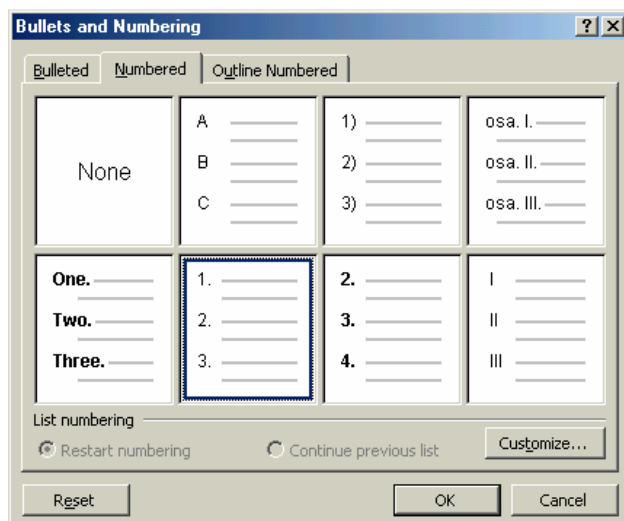 Bullets and Numbering
Bulleted Numbered Outline Numbered
None
A
B
C
1)
2)
3)
osa. I.
osa. II.
osa. III.
One.
Two.
Three.
1.
2.
3.
2.
3.
4.
I
II
III
List numbering
Restart numbering Continue previous list Customize...
Reset OK Cancel